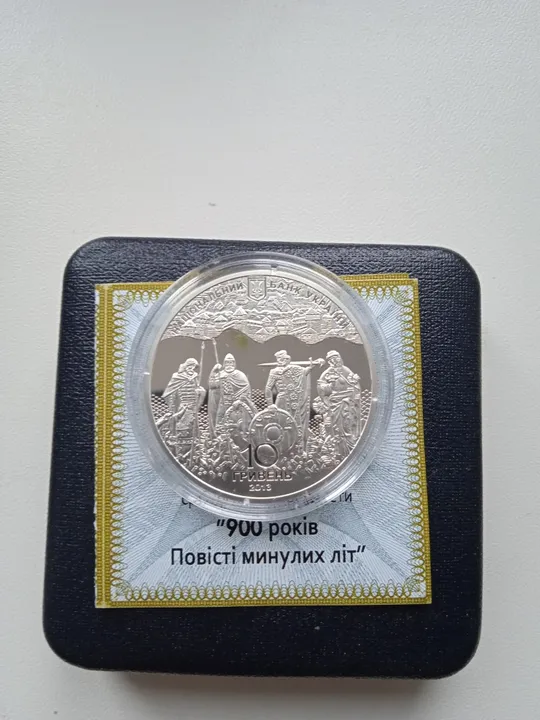 НАЦІОНАЛЬНИЙ БАНК УКРАЇНИ
10
ГРИВЕНЬ
2013
"900 років
Повісті минулих літ"